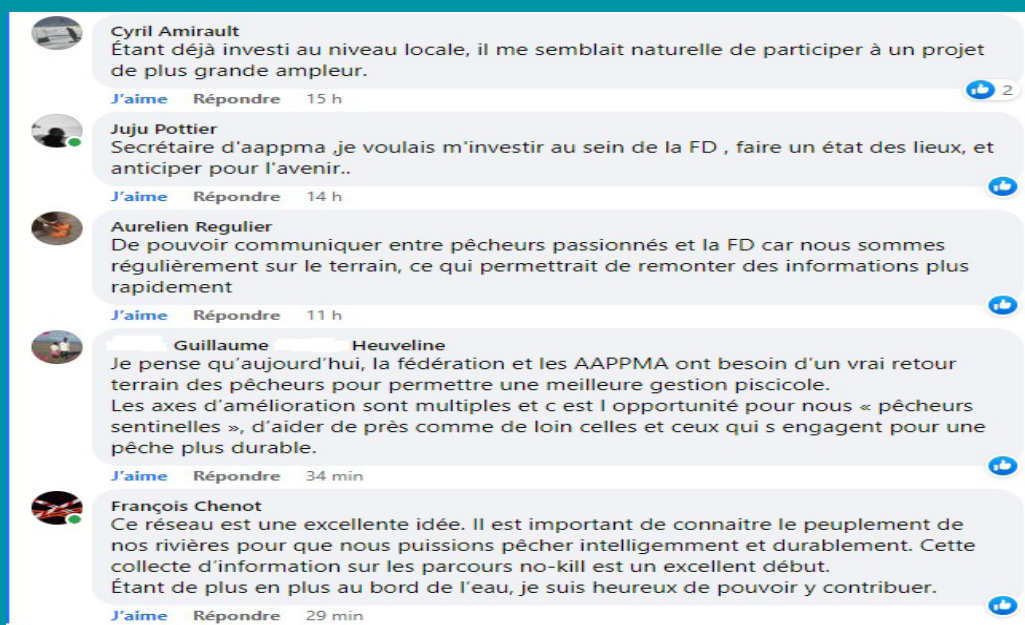 Cyril Amirault
Étant déjà investi au niveau locale, il me semblait naturelle de participer à un projet
de plus grande ampleur.
J'aime Répondre 15 h
2
Juju Pottier
Secrétaire d'aappma ,je voulais m'investir au sein de la FD , faire un état des lieux, et
anticiper pour l'avenir..
J'aime Répondre 14 h
Aurelien Regulier
De pouvoir communiquer entre pêcheurs passionnés et la FD car nous sommes
régulièrement sur le terrain, ce qui permettrait de remonter des informations plus
rapidement
J'aime Répondre 11 h
Guillaume Heuveline
Je pense qu'aujourd'hui, la fédération et les AAPPMA ont besoin d'un vrai retour
terrain des pêcheurs pour permettre une meilleure gestion piscicole.
Les axes d'amélioration sont multiples et c est l opportunité pour nous « pêcheurs
sentinelles », d'aider de près comme de loin celles et ceux qui s engagent pour une
pêche plus durable.
J'aime Répondre 34 min
François Chenot
Ce réseau est une excellente idée. Il est important de connaitre le peuplement de
nos rivières pour que nous puissions pêcher intelligemment et durablement. Cette
collecte d'information sur les parcours no-kill est un excellent début.
Étant de plus en plus au bord de l'eau, je suis heureux de pouvoir y contribuer.
J'aime Répondre 29 min